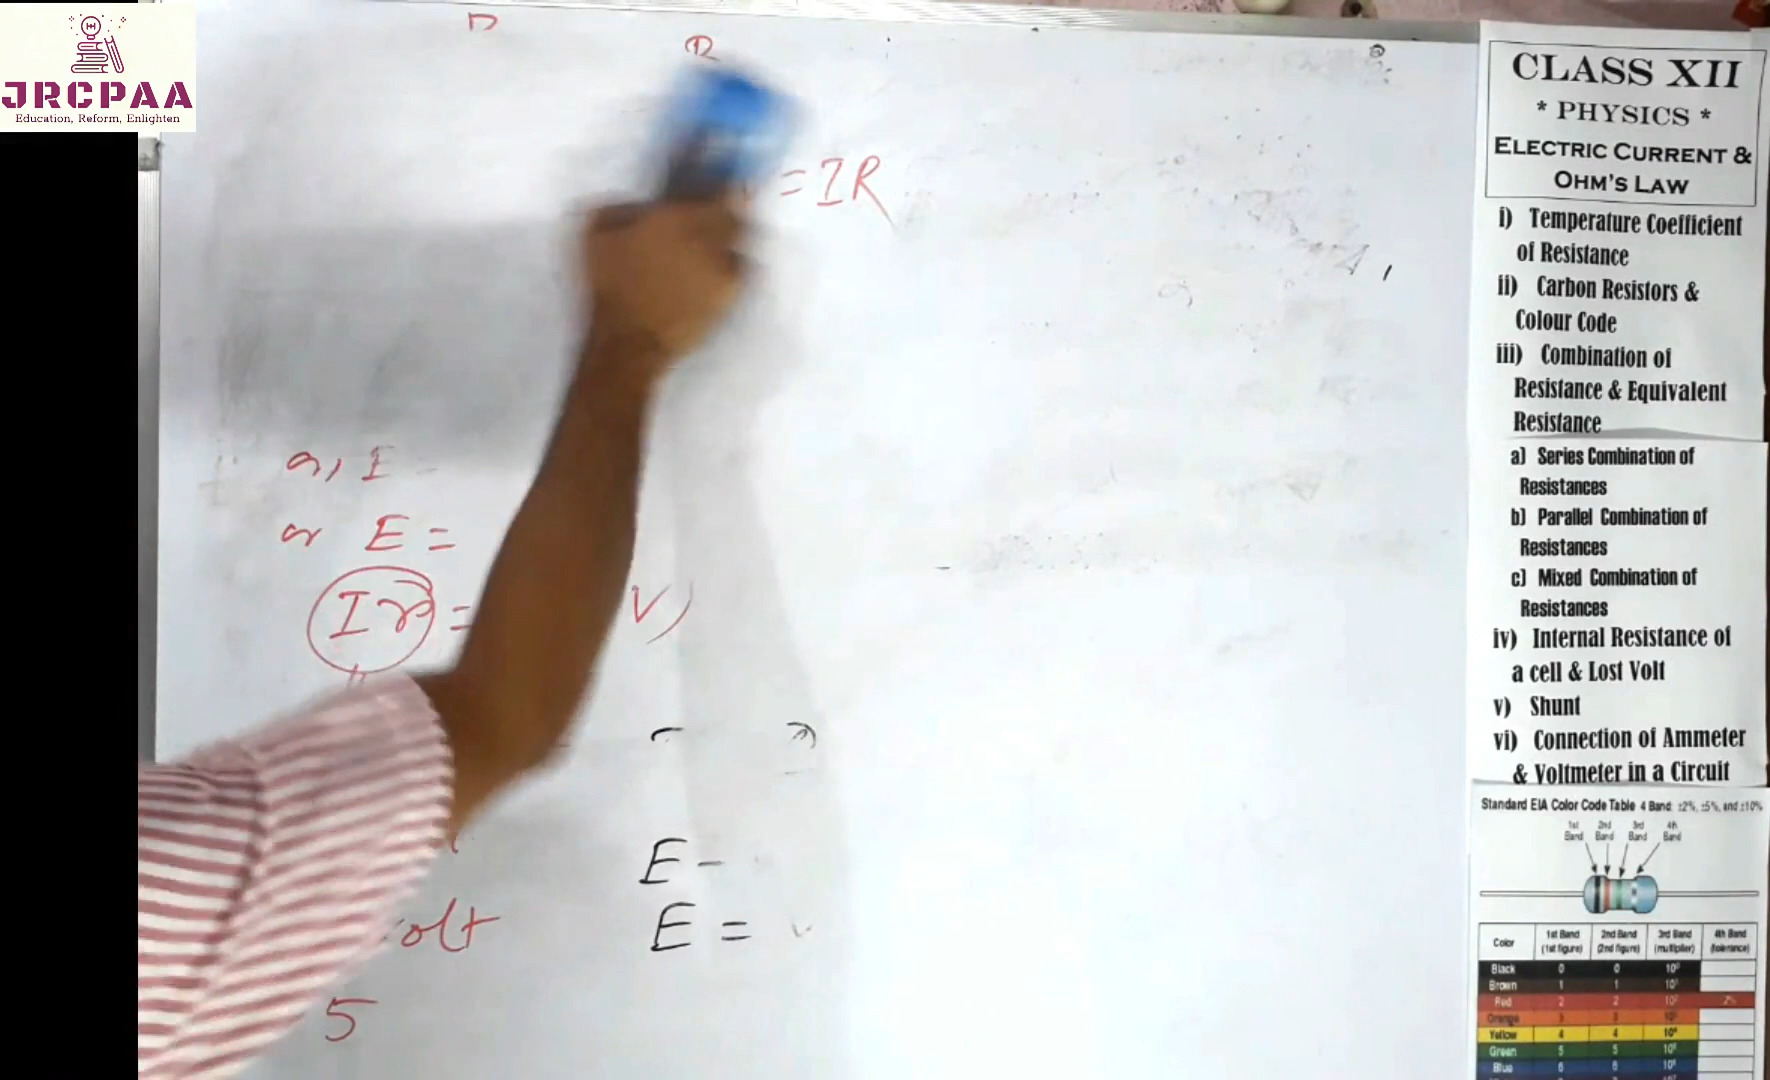 JRCPAA
Education, Reform, Enlighten
R
= IR
or, I -
or E =
Ir =
V)
olt
5
E -
E =
CLASS XII
* PHYSICS *
ELECTRIC CURRENT &
OHM'S LAW
i) Temperature Coefficient
of Resistance
ii) Carbon Resistors &
Colour Code
iii) Combination of
Resistance & Equivalent
Resistance
a) Series Combination of
Resistances
b) Parallel Combination of
Resistances
c) Mixed Combination of
Resistances
iv) Internal Resistance of
a cell & Lost Volt
v) Shunt
vi) Connection of Ammeter
& Voltmeter in a Circuit
Standard EIA Color Code Table 4 Band: ±2%, ±5%, and ±10%
1st Band 2nd Band 3rd Band 4th Band
Color 1st Band (1st figure) 2nd Band (2nd figure) 3rd Band (multiplier) 4th Band (tolerance)
Black 0 0 10⁰
Brown 1 1 10¹
Red 2 2 10² 2%
Orange 3 3 10³
Yellow 4 4 10⁴
Green 5 5 10⁵
Blue 6 6 10⁶